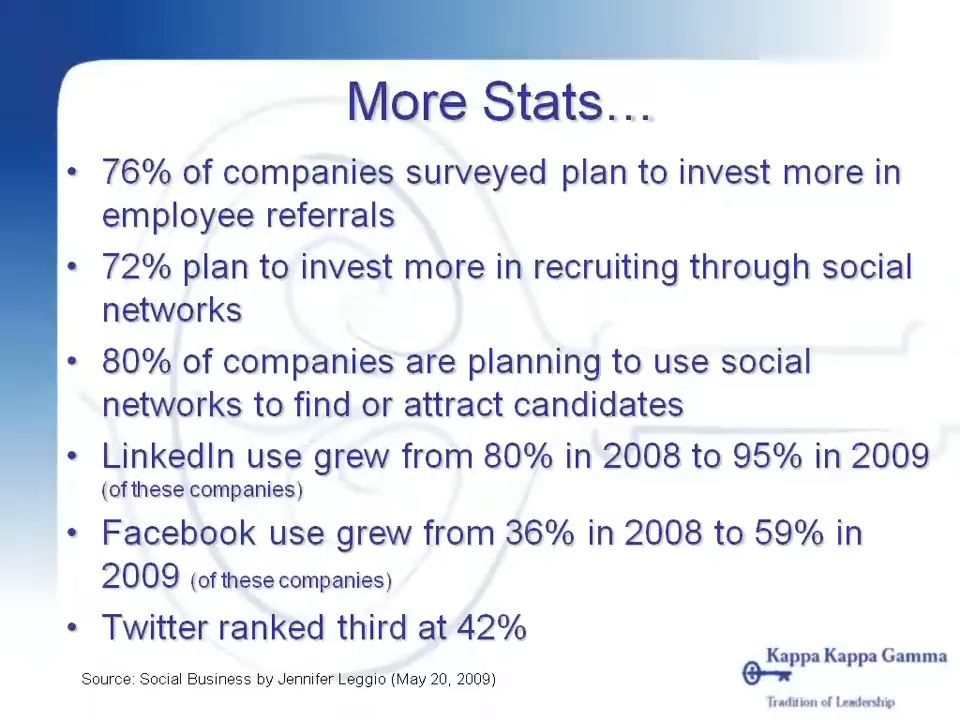 More Stats...
• 76% of companies surveyed plan to invest more in
employee referrals
• 72% plan to invest more in recruiting through social
networks
• 80% of companies are planning to use social
networks to find or attract candidates
• LinkedIn use grew from 80% in 2008 to 95% in 2009
(of these companies)
• Facebook use grew from 36% in 2008 to 59% in
2009 (of these companies)
• Twitter ranked third at 42%
Source: Social Business by Jennifer Leggio (May 20, 2009)
Kappa Kappa Gamma
Tradition of Leadership